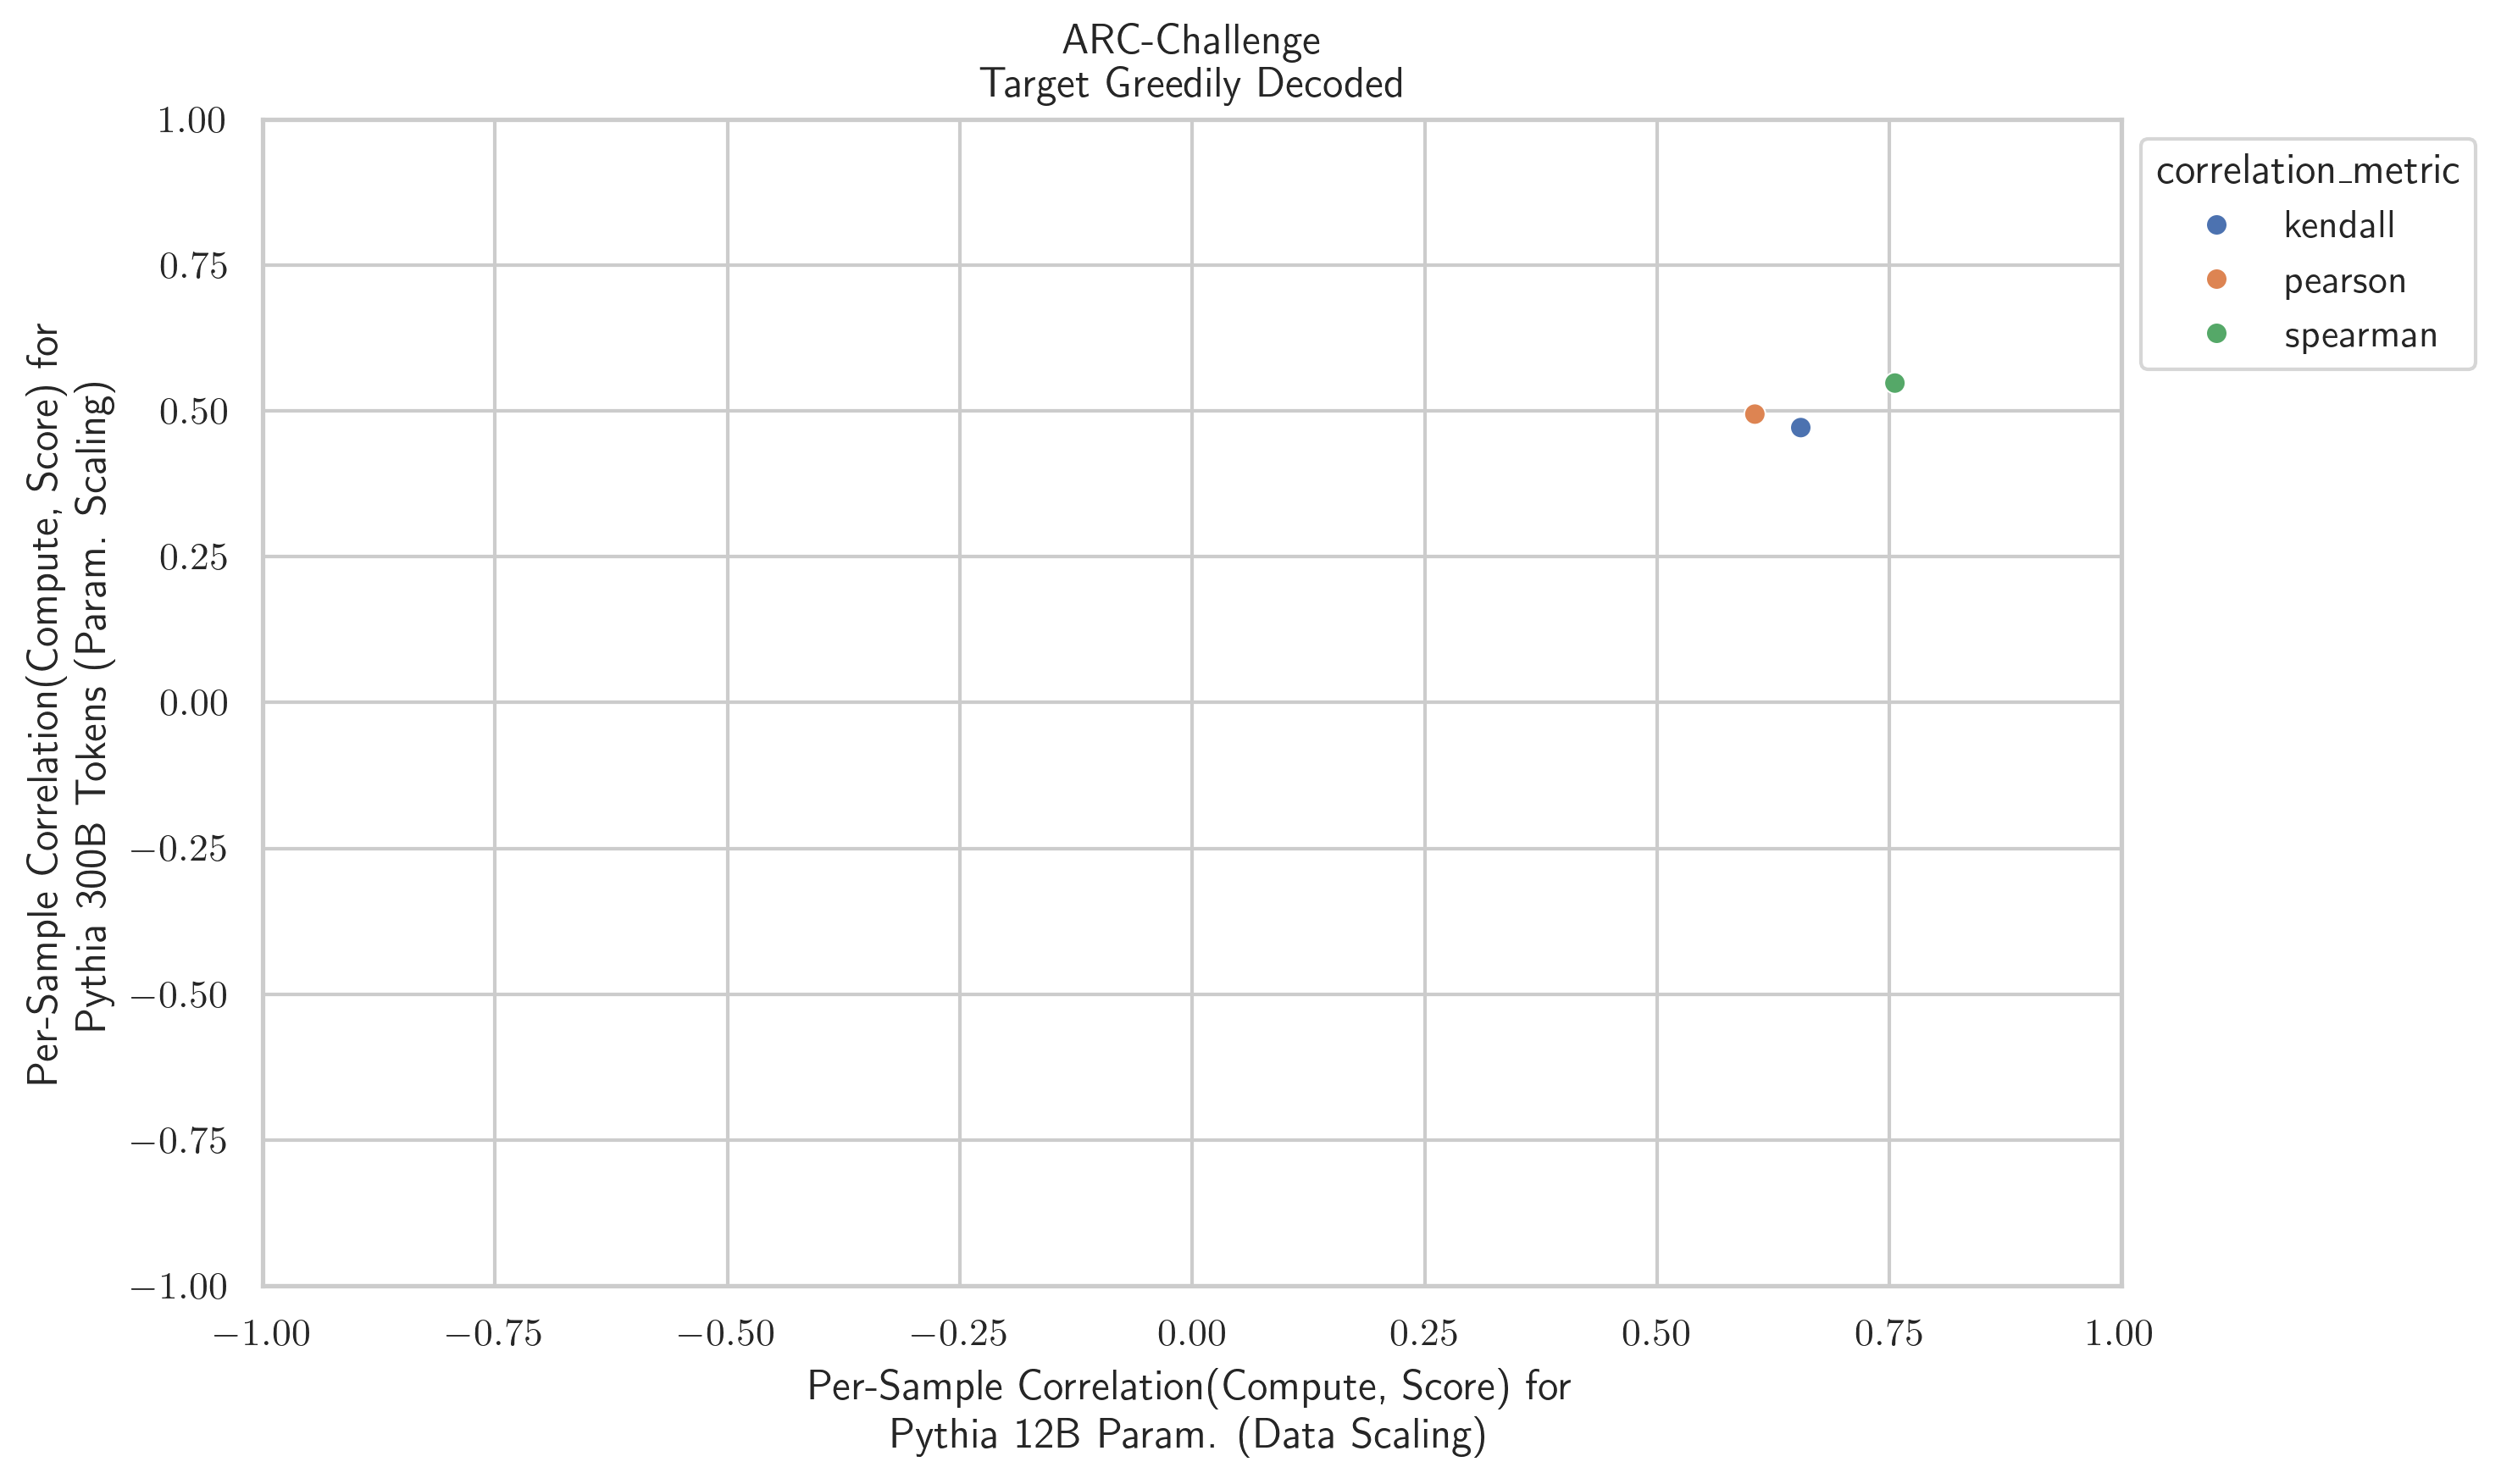 ARC-Challenge
Target Greedily Decoded
1.00
0.75
0.50
0.25
0.00
−0.25
−0.50
−0.75
−1.00
Per-Sample Correlation(Compute, Score) for
Pythia 300B Tokens (Param. Scaling)
−1.00
−0.75
−0.50
−0.25
0.00
0.25
0.50
0.75
1.00
Per-Sample Correlation(Compute, Score) for
Pythia 12B Param. (Data Scaling)
correlation_metric
kendall
pearson
spearman